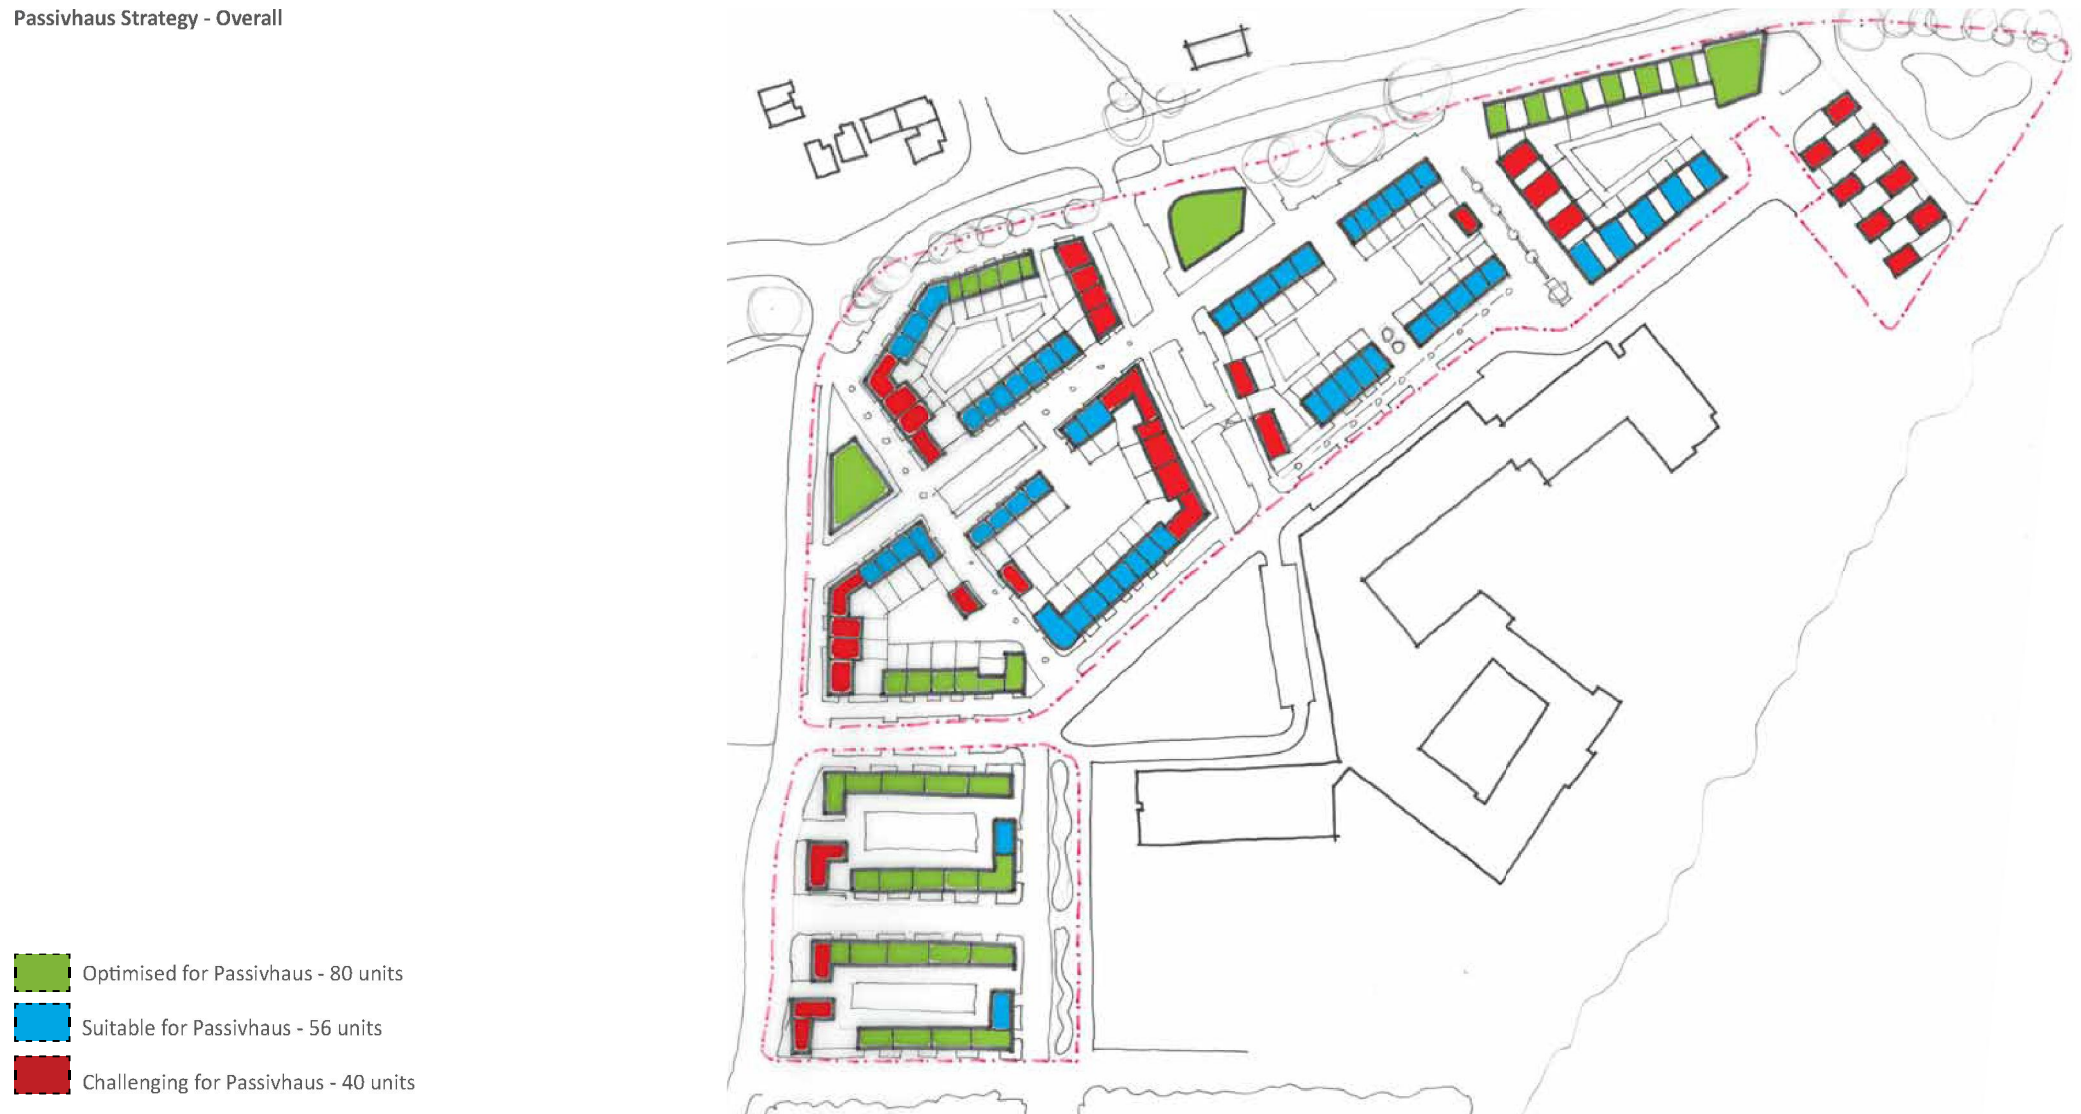 Passivhaus Strategy - Overall
Optimised for Passivhaus - 80 units
Suitable for Passivhaus - 56 units
Challenging for Passivhaus - 40 units